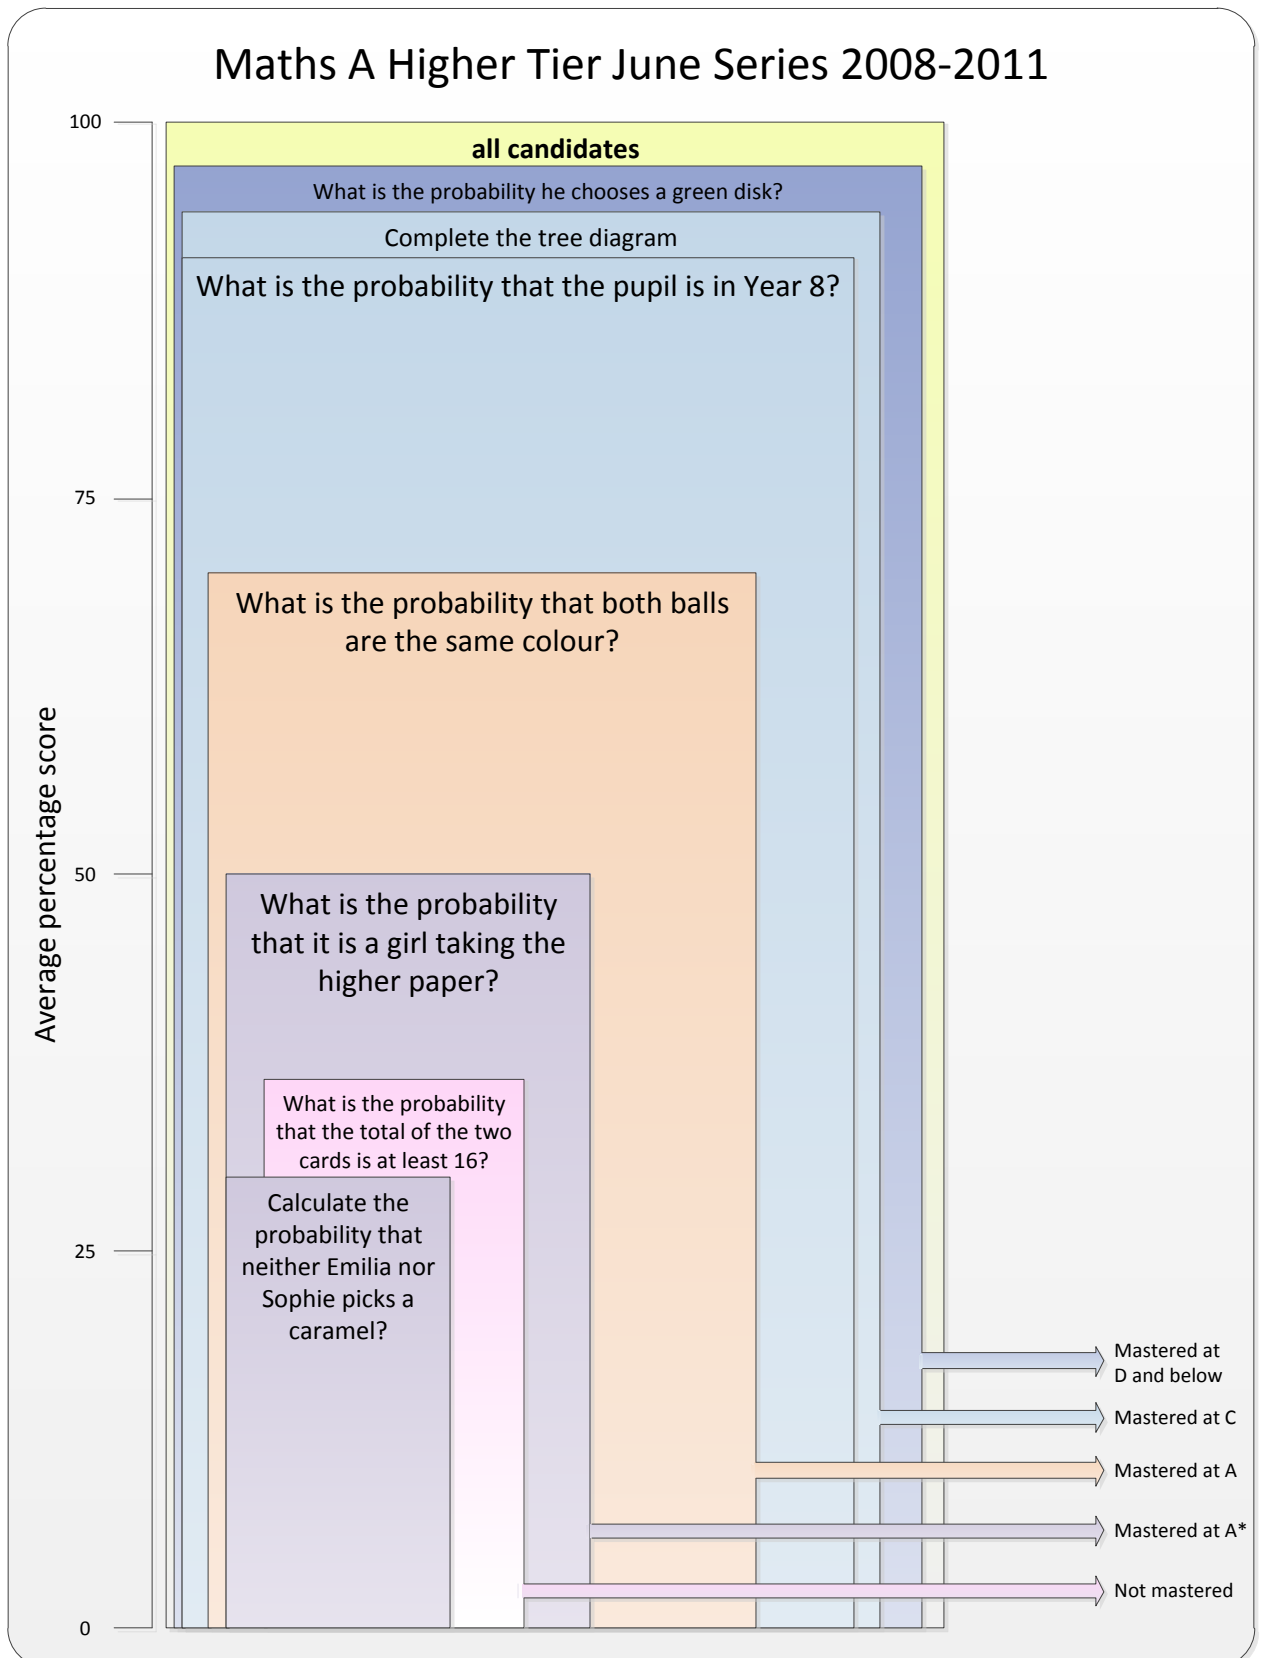 Maths A Higher Tier June Series 2008-2011
100
all candidates
What is the probability he chooses a green disk?
Complete the tree diagram
What is the probability that the pupil is in Year 8?
75
What is the probability that both balls
are the same colour?
Average percentage score
50
What is the probability
that it is a girl taking the
higher paper?
What is the probability
that the total of the two
cards is at least 16?
Calculate the
probability that
neither Emilia nor
Sophie picks a
caramel?
25
Mastered at
D and below
Mastered at C
Mastered at A
Mastered at A*
Not mastered
0